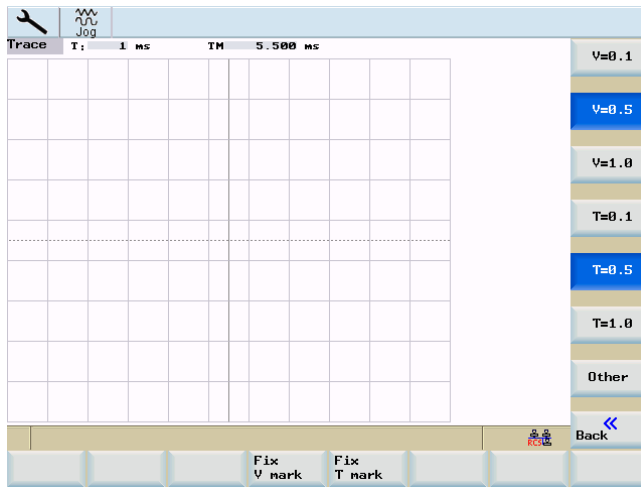 Jog
Trace T: 1 ms TM 5.500 ms
V=0.1
V=0.5
V=1.0
T=0.1
T=0.5
T=1.0
Other
Back
RCS
Fix
V mark
Fix
T mark